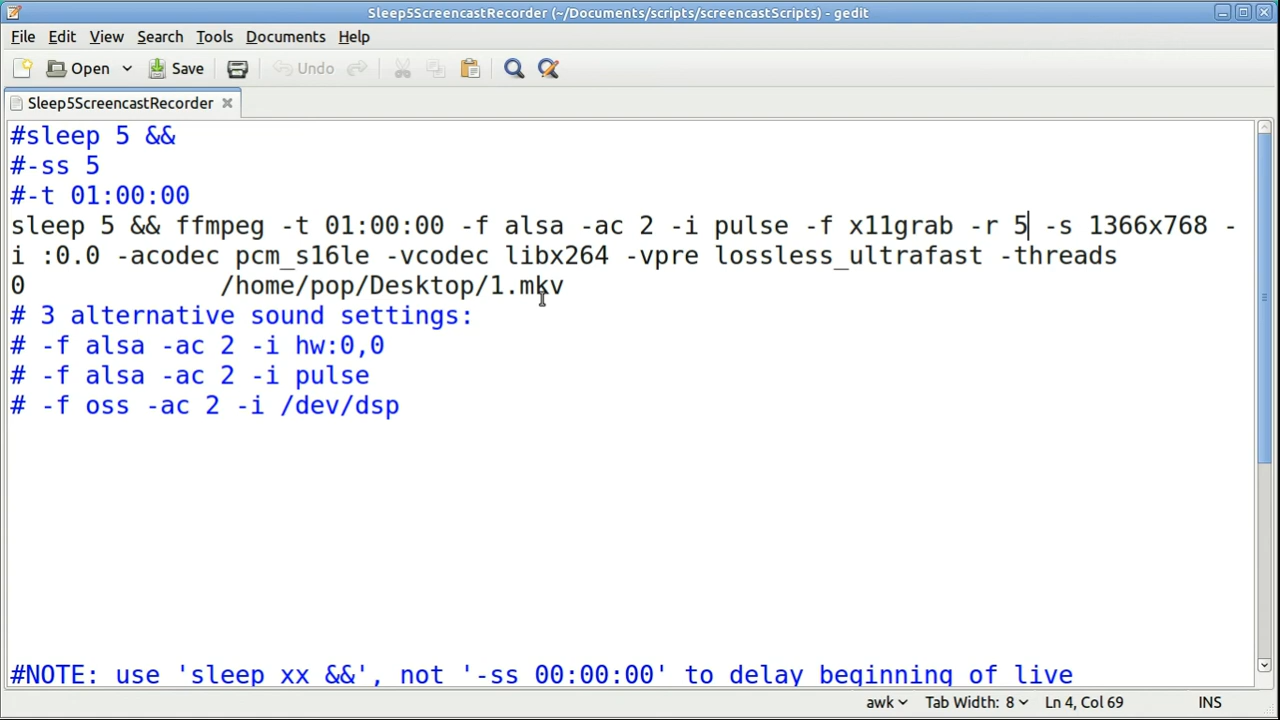 Sleep5ScreencastRecorder (~/Documents/scripts/screencastScripts) - gedit
File Edit View Search Tools Documents Help
Open Save Undo
Sleep5ScreencastRecorder
#sleep 5 &&
#-ss 5
#-t 01:00:00
sleep 5 && ffmpeg -t 01:00:00 -f alsa -ac 2 -i pulse -f x11grab -r 5 -s 1366x768 -
i :0.0 -acodec pcm_s16le -vcodec libx264 -vpre lossless_ultrafast -threads
0 /home/pop/Desktop/1.mkv
# 3 alternative sound settings:
# -f alsa -ac 2 -i hw:0,0
# -f alsa -ac 2 -i pulse
# -f oss -ac 2 -i /dev/dsp
#NOTE: use 'sleep xx &&', not '-ss 00:00:00' to delay beginning of live
awk Tab Width: 8 Ln 4, Col 69 INS